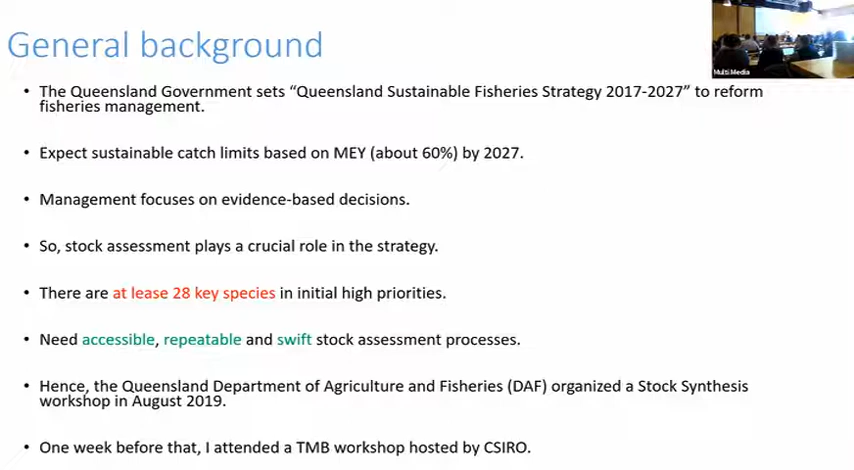 General background
Multi Media
• The Queensland Government sets “Queensland Sustainable Fisheries Strategy 2017-2027” to reform
fisheries management.
• Expect sustainable catch limits based on MEY (about 60%) by 2027.
• Management focuses on evidence-based decisions.
• So, stock assessment plays a crucial role in the strategy.
• There are at lease 28 key species in initial high priorities.
• Need accessible, repeatable and swift stock assessment processes.
• Hence, the Queensland Department of Agriculture and Fisheries (DAF) organized a Stock Synthesis
workshop in August 2019.
• One week before that, I attended a TMB workshop hosted by CSIRO.